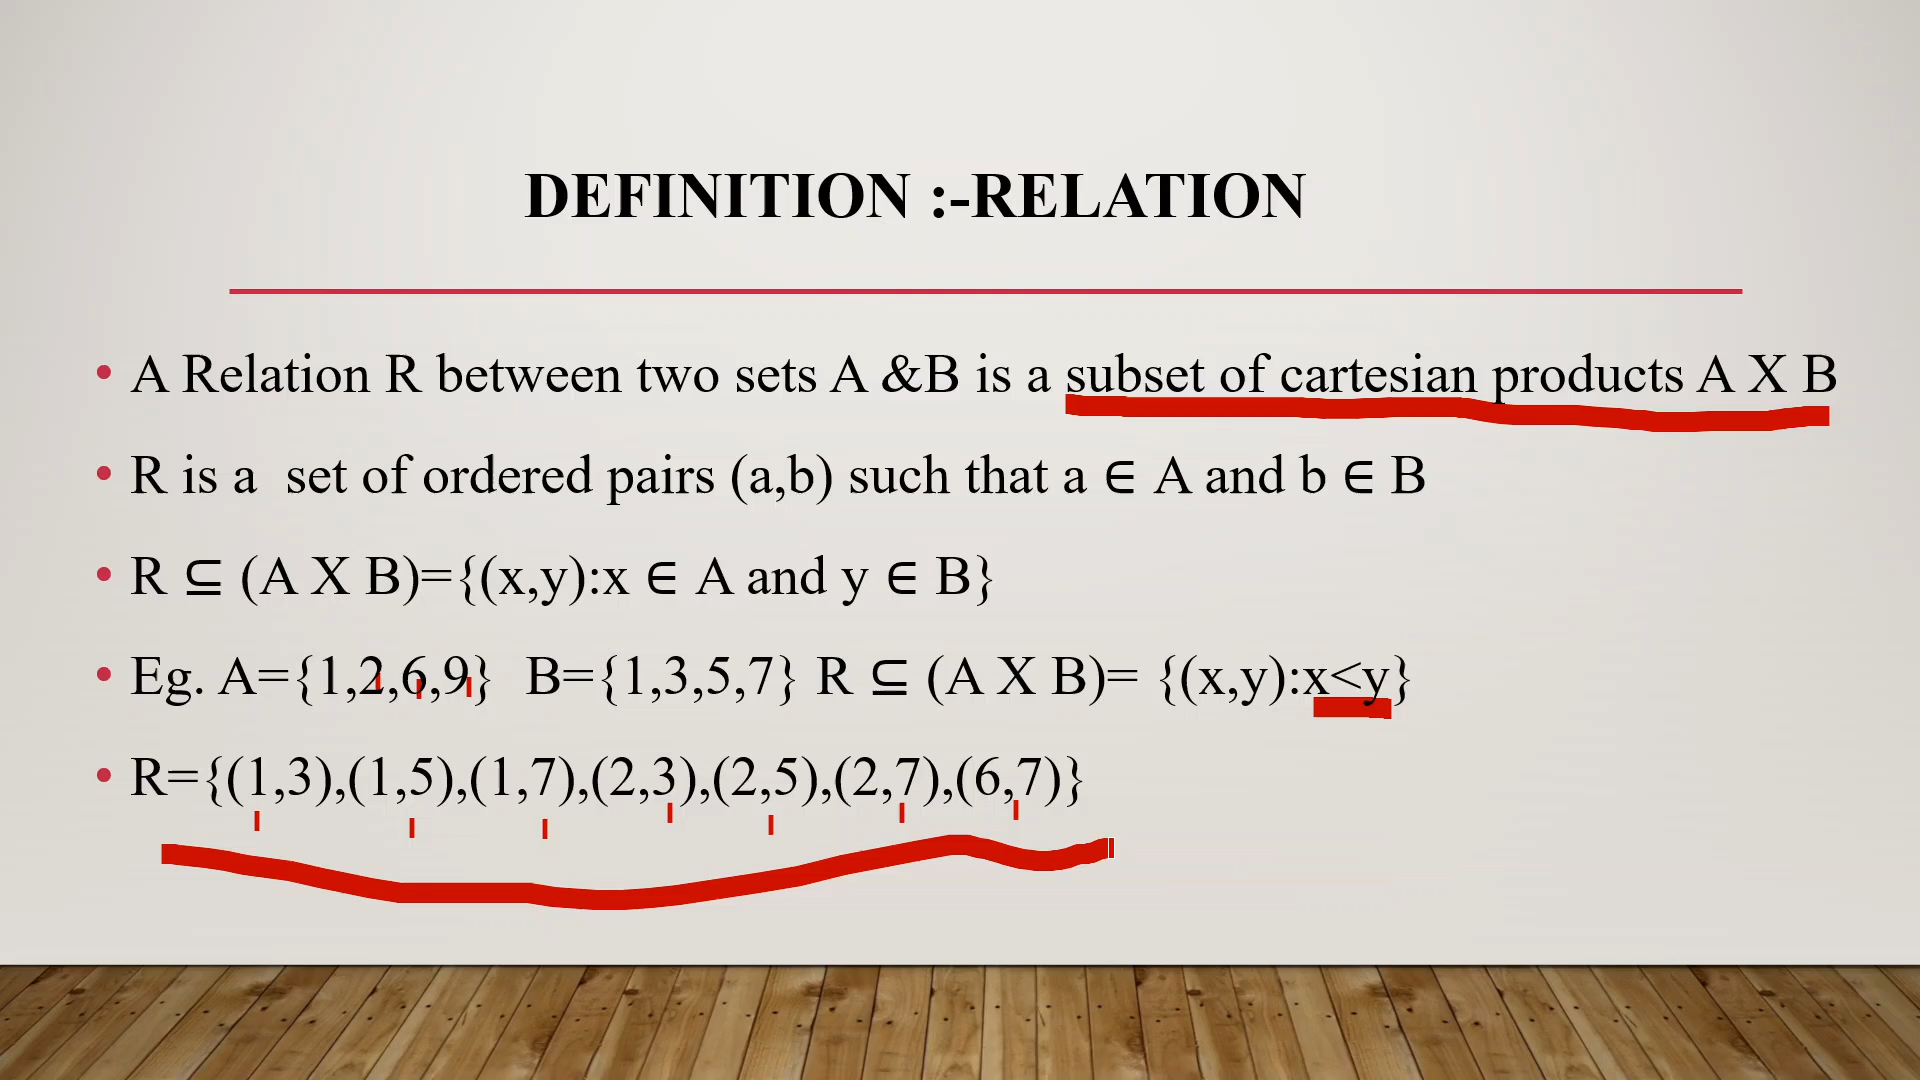 DEFINITION :-RELATION
• A Relation R between two sets A &B is a subset of cartesian products A X B
• R is a  set of ordered pairs (a,b) such that a ∈ A and b ∈ B
• R ⊆ (A X B)={(x,y):x ∈ A and y ∈ B}
• Eg. A={1,2,6,9}  B={1,3,5,7} R ⊆ (A X B)= {(x,y):x<y}
• R={(1,3),(1,5),(1,7),(2,3),(2,5),(2,7),(6,7)}